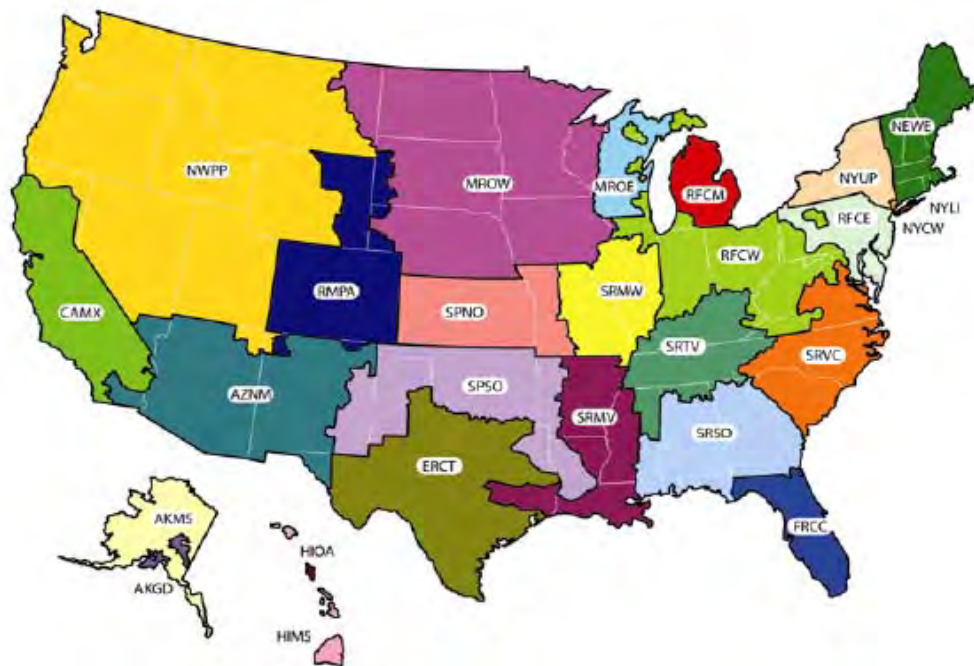 NEWE
NWPP
MROW
MROE
RFCM
NYUP
NYLI
NYCW
RFCE
RFCW
SRMW
RMPA
CAMX
SPNO
SRTV
SRVC
AZNM
SPSO
SRMV
SRSO
ERCT
AKMS
FRCC
HIOA
AKGD
HIMS